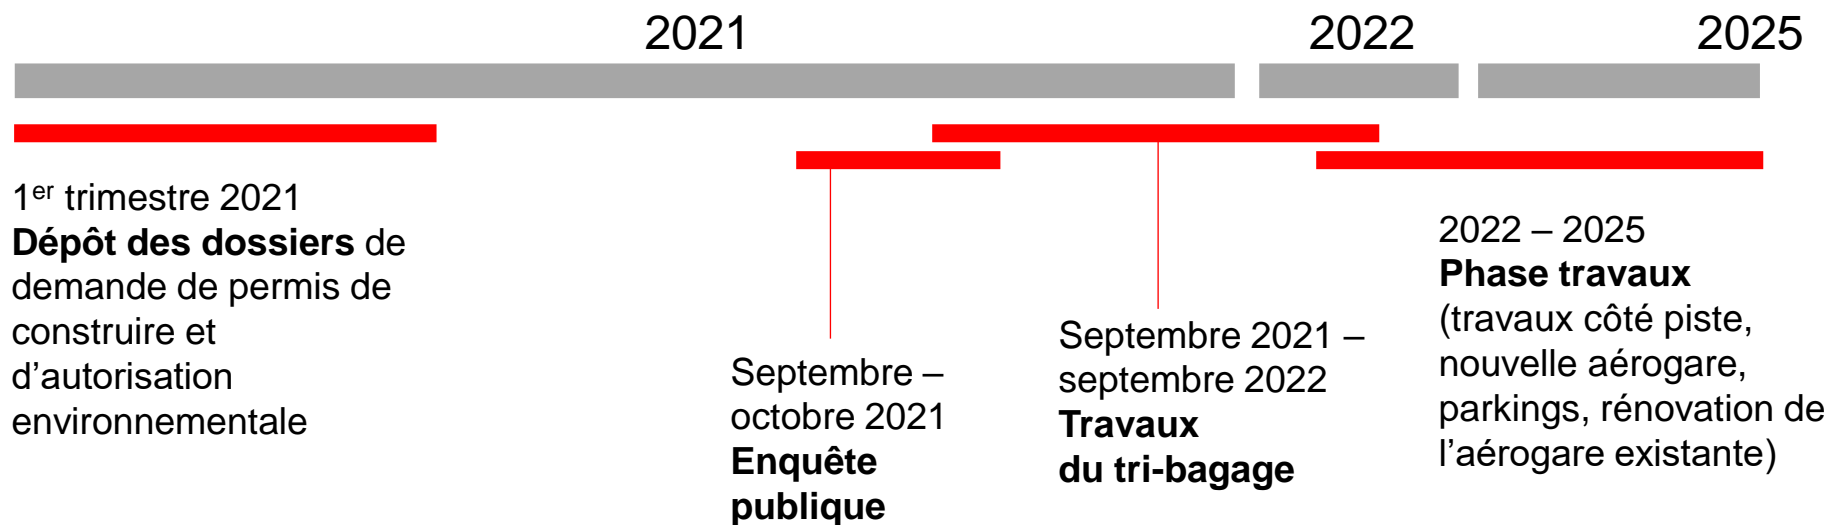 2021
2022
2025
1er trimestre 2021
Dépôt des dossiers de
demande de permis de
construire et
d’autorisation
environnementale
Septembre –
octobre 2021
Enquête
publique
Septembre 2021 –
septembre 2022
Travaux
du tri-bagage
2022 – 2025
Phase travaux
(travaux côté piste,
nouvelle aérogare,
parkings, rénovation de
l’aérogare existante)